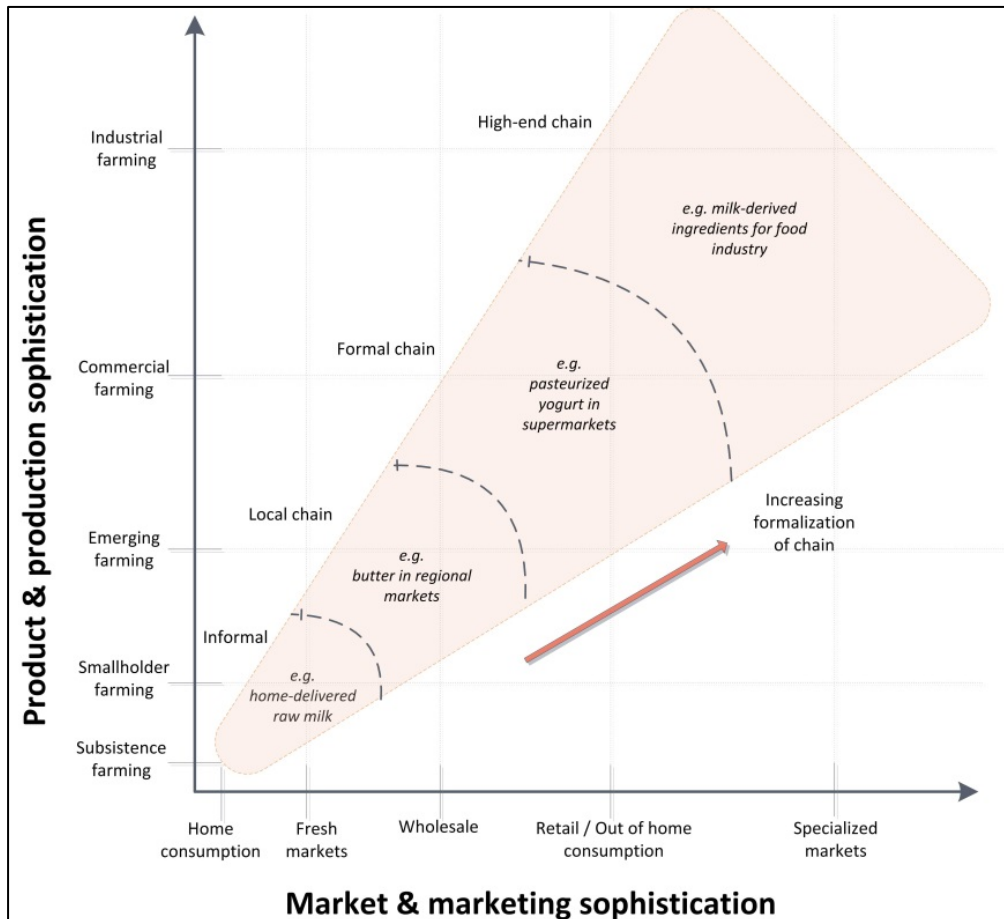 Product & production sophistication
Industrial
farming
Commercial
farming
Emerging
farming
Smallholder
farming
Subsistence
farming
High-end chain
e.g. milk-derived
ingredients for food
industry
Formal chain
e.g.
pasteurized
yogurt in
supermarkets
Local chain
e.g.
butter in regional
markets
Informal
e.g.
home-delivered
raw milk
Increasing
formalization
of chain
Home
consumption
Fresh
markets
Wholesale
Retail / Out of home
consumption
Specialized
markets
Market & marketing sophistication